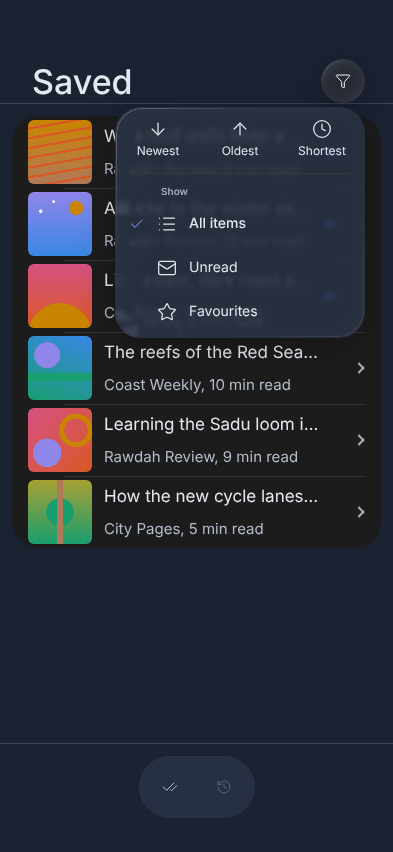 Saved
Newest
Oldest
Shortest
Show
All items
Unread
Favourites
The reefs of the Red Sea...
Coast Weekly, 10 min read
Learning the Sadu loom i...
Rawdah Review, 9 min read
How the new cycle lanes...
City Pages, 5 min read